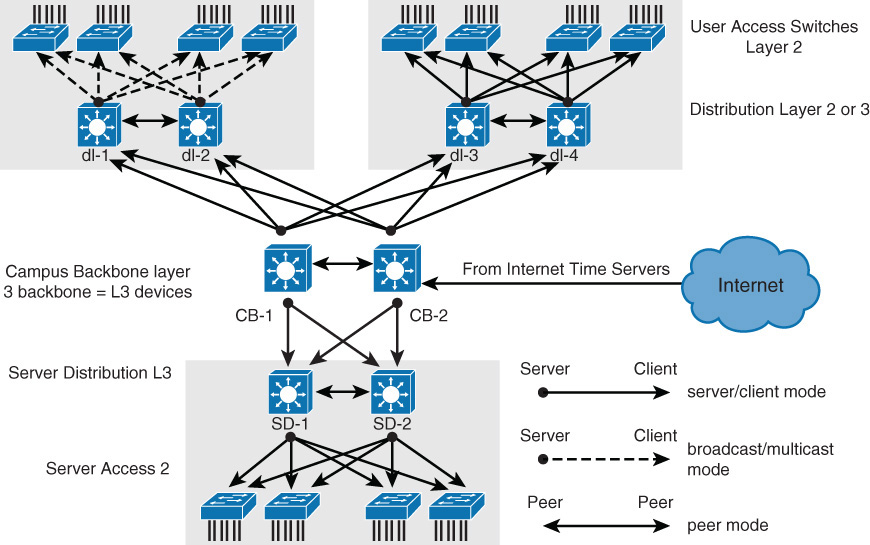 User Access Switches
Layer 2
Distribution Layer 2 or 3
dl-1
dl-2
dl-3
dl-4
Campus Backbone layer
3 backbone = L3 devices
From Internet Time Servers
Internet
CB-1
CB-2
Server Distribution L3
SD-1
SD-2
Server Access 2
Server
Client
server/client mode
Server
Client
broadcast/multicast
mode
Peer
Peer
peer mode